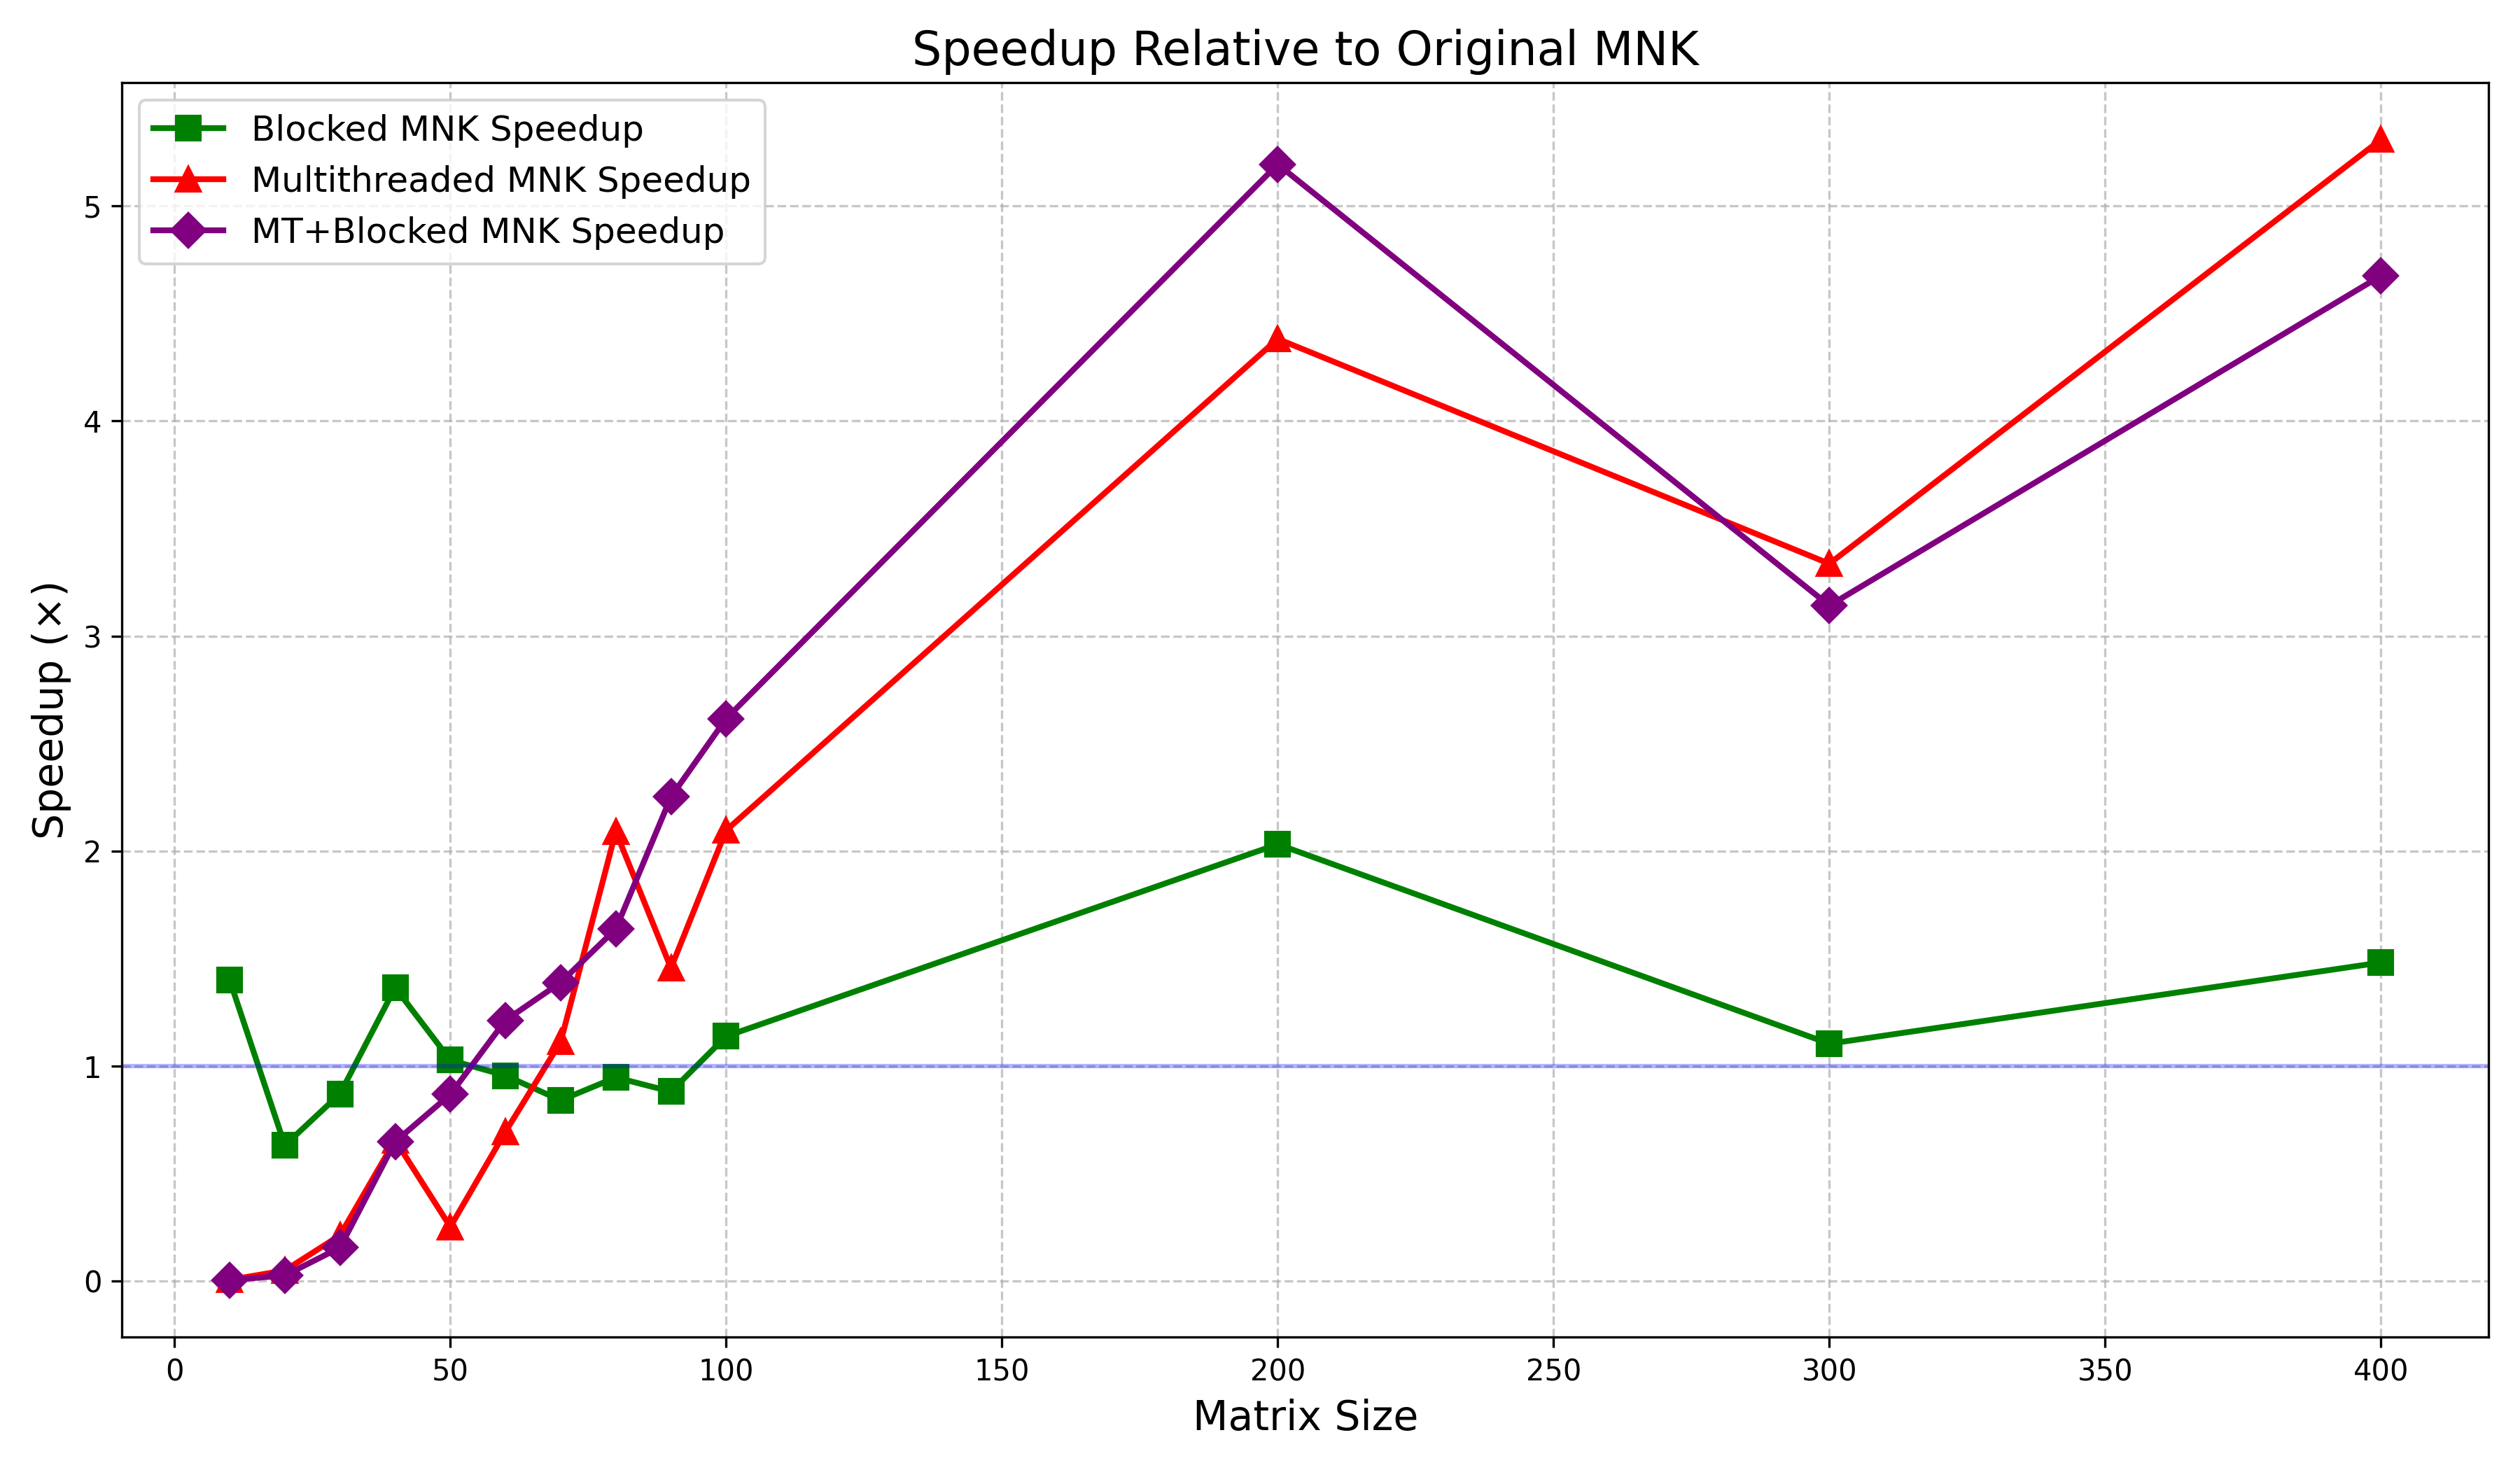 Speedup Relative to Original MNK
Blocked MNK Speedup
Multithreaded MNK Speedup
MT+Blocked MNK Speedup
Speedup (×)
5
4
3
2
1
0
0 50 100 150 200 250 300 350 400
Matrix Size